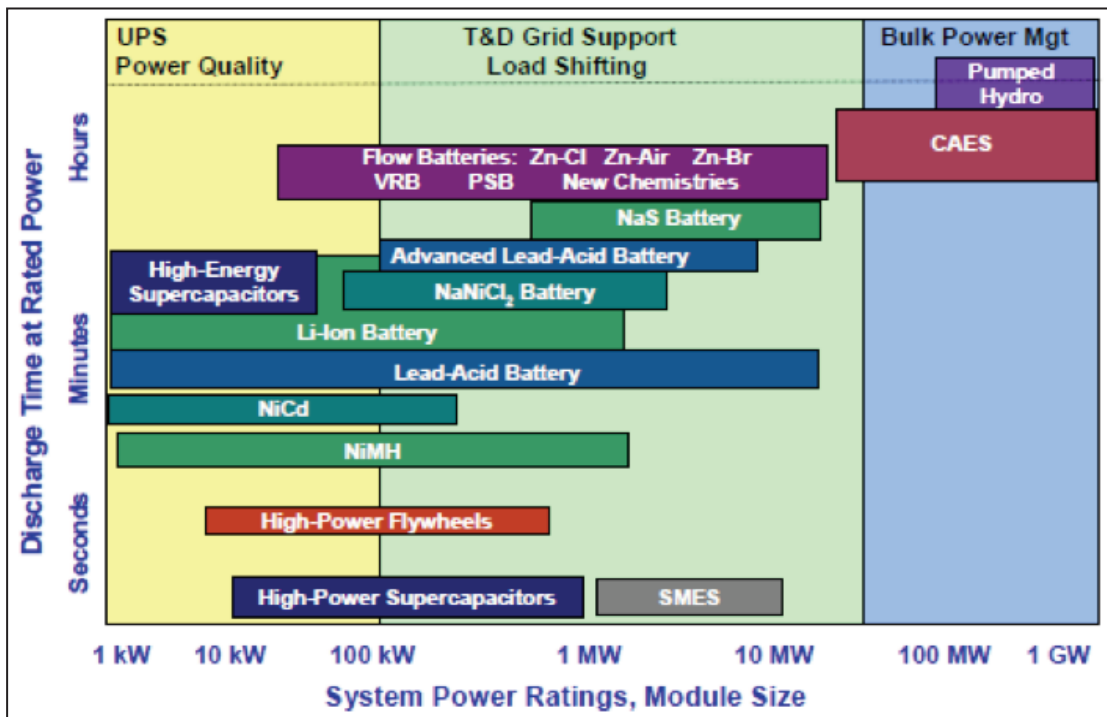 UPS
Power Quality
T&D Grid Support
Load Shifting
Bulk Power Mgt
Pumped
Hydro
CAES
Flow Batteries: Zn-Cl Zn-Air Zn-Br
VRB PSB New Chemistries
NaS Battery
Advanced Lead-Acid Battery
High-Energy
Supercapacitors
NaNiCl₂ Battery
Li-Ion Battery
Lead-Acid Battery
NiCd
NiMH
High-Power Flywheels
High-Power Supercapacitors
SMES
Discharge Time at Rated Power
Hours
Minutes
Seconds
1 kW 10 kW 100 kW 1 MW 10 MW 100 MW 1 GW
System Power Ratings, Module Size